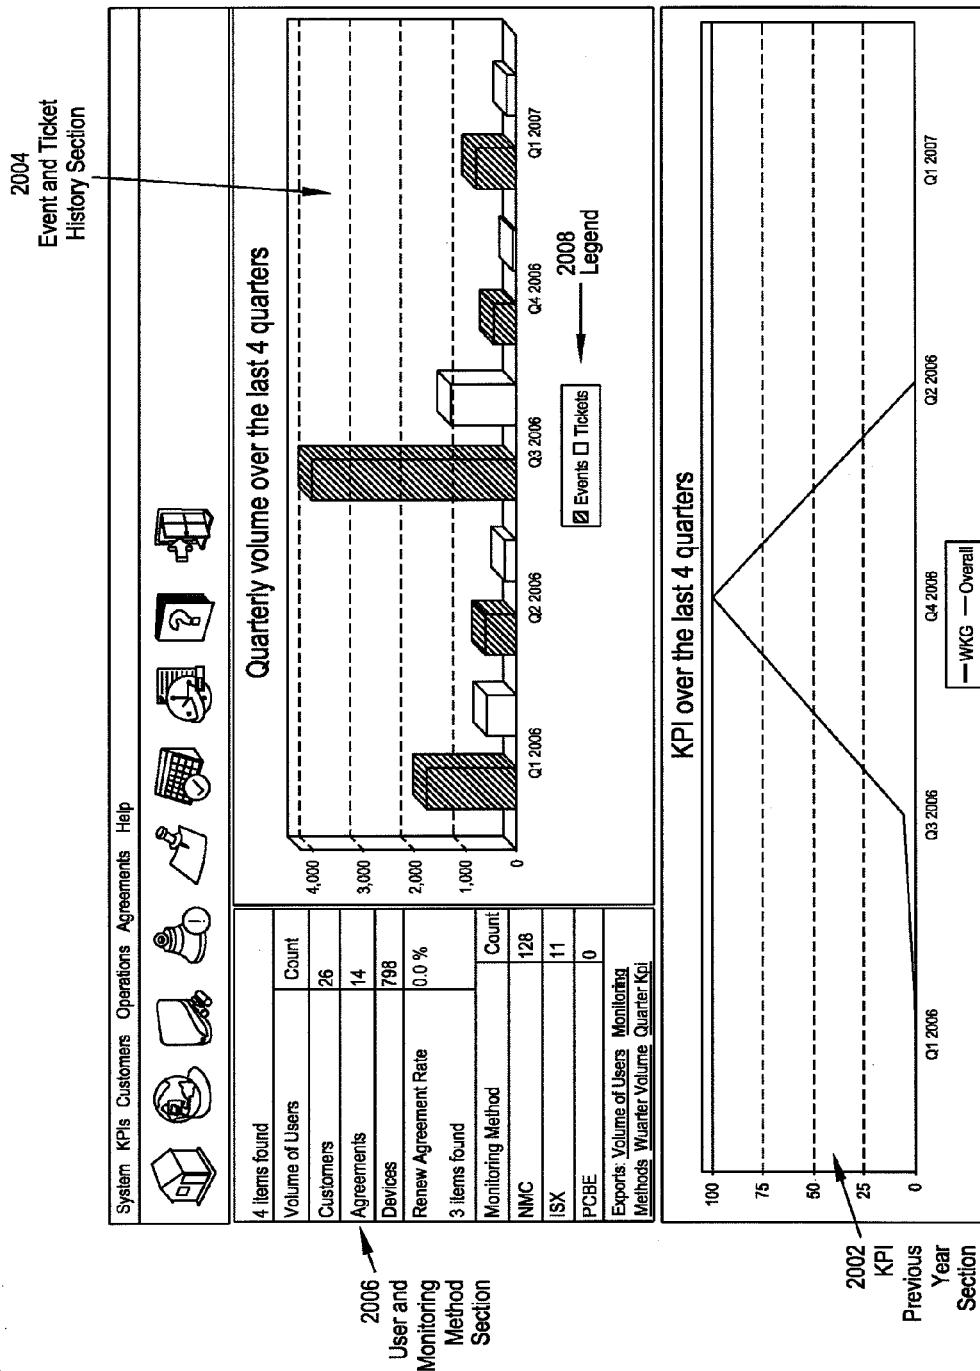 2004
Event and Ticket
History Section
System KPIs Customers Operations Agreements Help
4 items found
Volume of Users Count
Customers 26
Agreements 14
Devices 798
Renew Agreement Rate 0.0 %
3 items found
Monitoring Method Count
NMC 128
ISX 11
PCBE 0
Exports: Volume of Users Monitoring
Methods Wuarter Volume Quarter Kpi
2006
User and
Monitoring
Method
Section
Quarterly volume over the last 4 quarters
4,000
3,000
2,000
1,000
0
Q1 2006 Q2 2006 Q3 2006 Q4 2006 Q1 2007
Events Tickets
2008
Legend
KPI over the last 4 quarters
100
75
50
25
0
Q1 2006 Q3 2006 Q4 2006 Q2 2006 Q1 2007
WKG Overall
2002
KPI
Previous
Year
Section